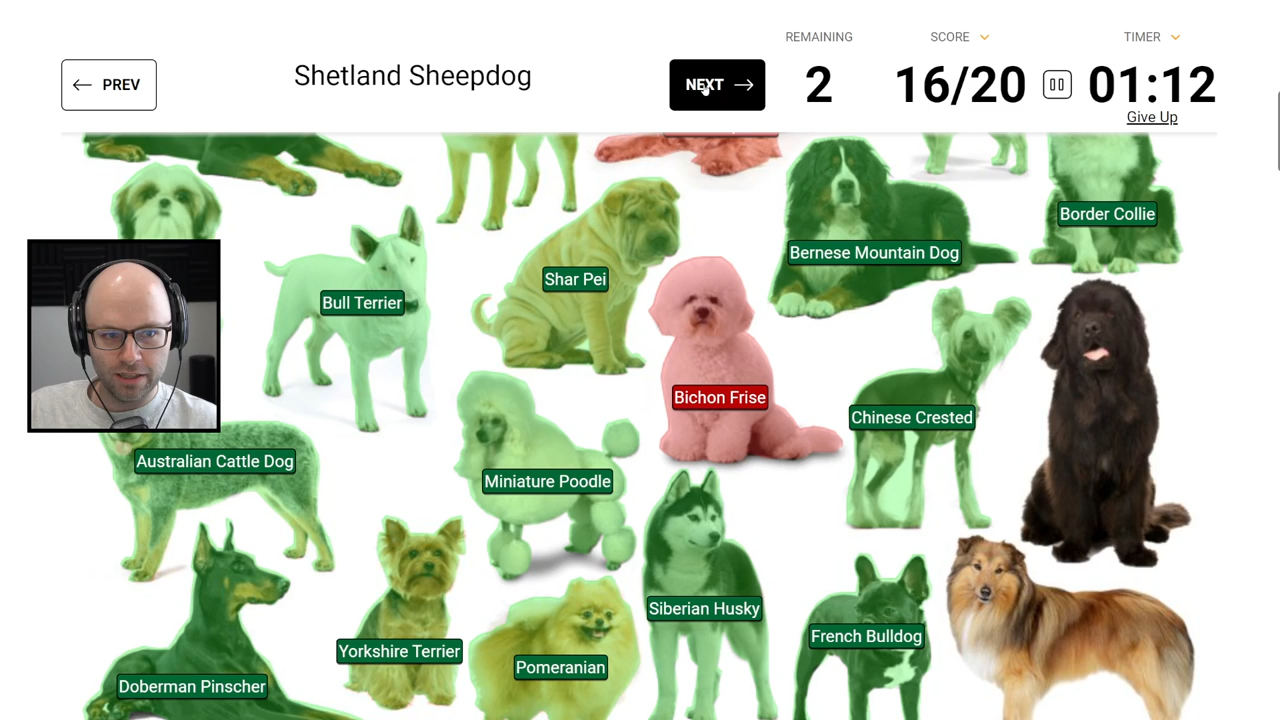 REMAINING
SCORE
TIMER
← PREV
Shetland Sheepdog
NEXT →
2
16/20
01:12
Give Up
Border Collie
Bernese Mountain Dog
Shar Pei
Bull Terrier
Bichon Frise
Chinese Crested
Australian Cattle Dog
Miniature Poodle
Siberian Husky
French Bulldog
Yorkshire Terrier
Pomeranian
Doberman Pinscher